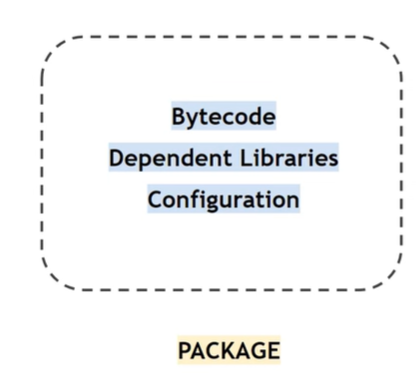 Bytecode
Dependent Libraries
Configuration
PACKAGE